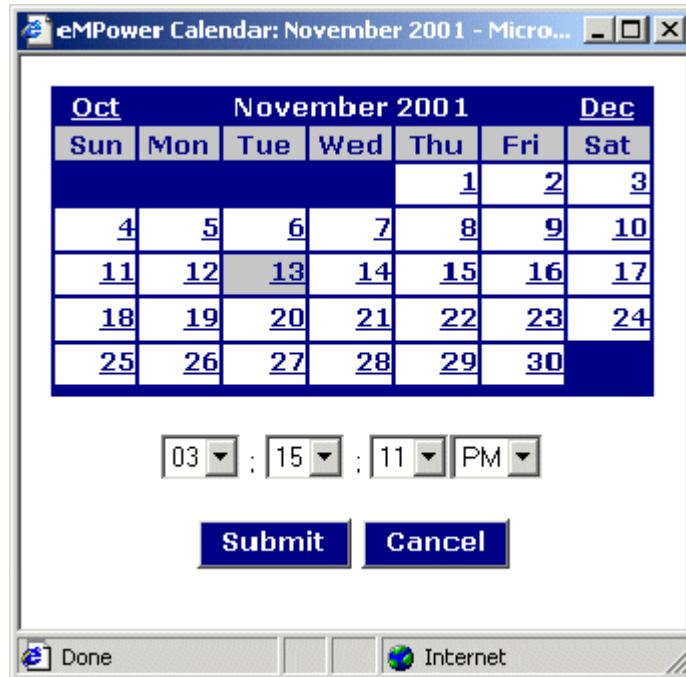 eMPower Calendar: November 2001 - Micro...
Oct November 2001 Dec
Sun Mon Tue Wed Thu Fri Sat
1 2 3
4 5 6 7 8 9 10
11 12 13 14 15 16 17
18 19 20 21 22 23 24
25 26 27 28 29 30
03 ; 15 ; 11 PM
Submit Cancel
Done Internet